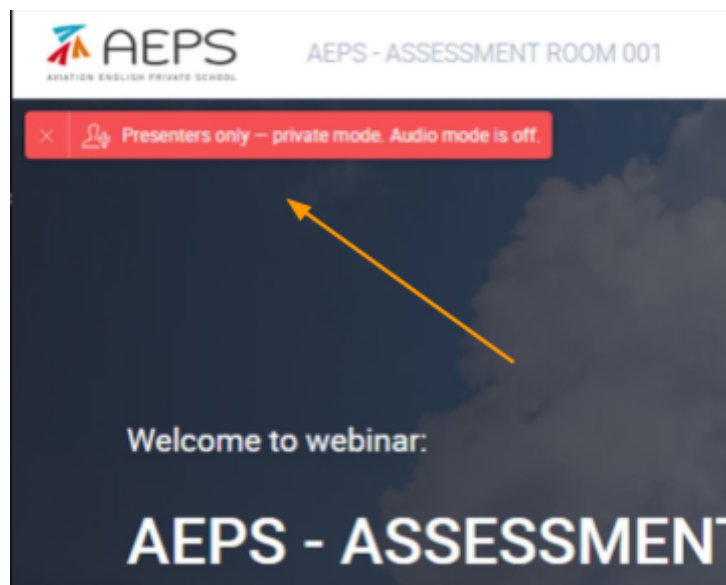 AEPS
AVIATION ENGLISH PRIVATE SCHOOL
AEPS - ASSESSMENT ROOM 001
Presenters only – private mode. Audio mode is off.
Welcome to webinar:
AEPS - ASSESSMENT